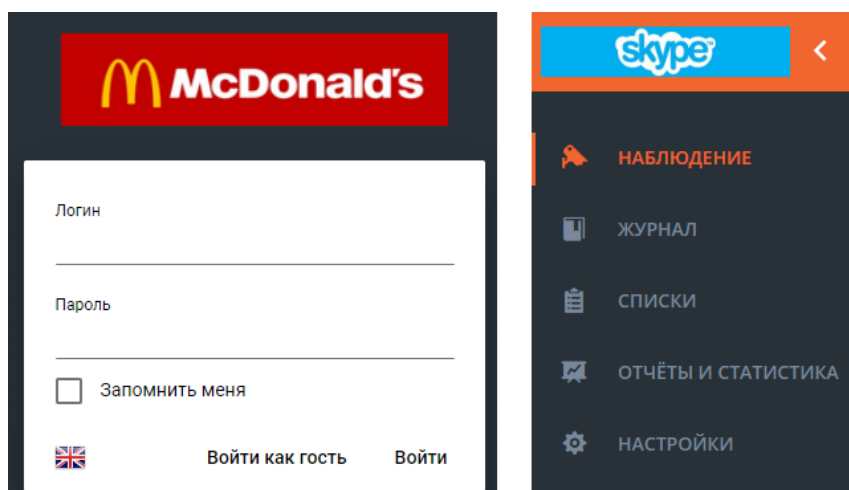 McDonald's
Логин
Пароль
Запомнить меня
Войти как гость
Войти
skype
НАБЛЮДЕНИЕ
ЖУРНАЛ
СПИСКИ
ОТЧЁТЫ И СТАТИСТИКА
НАСТРОЙКИ